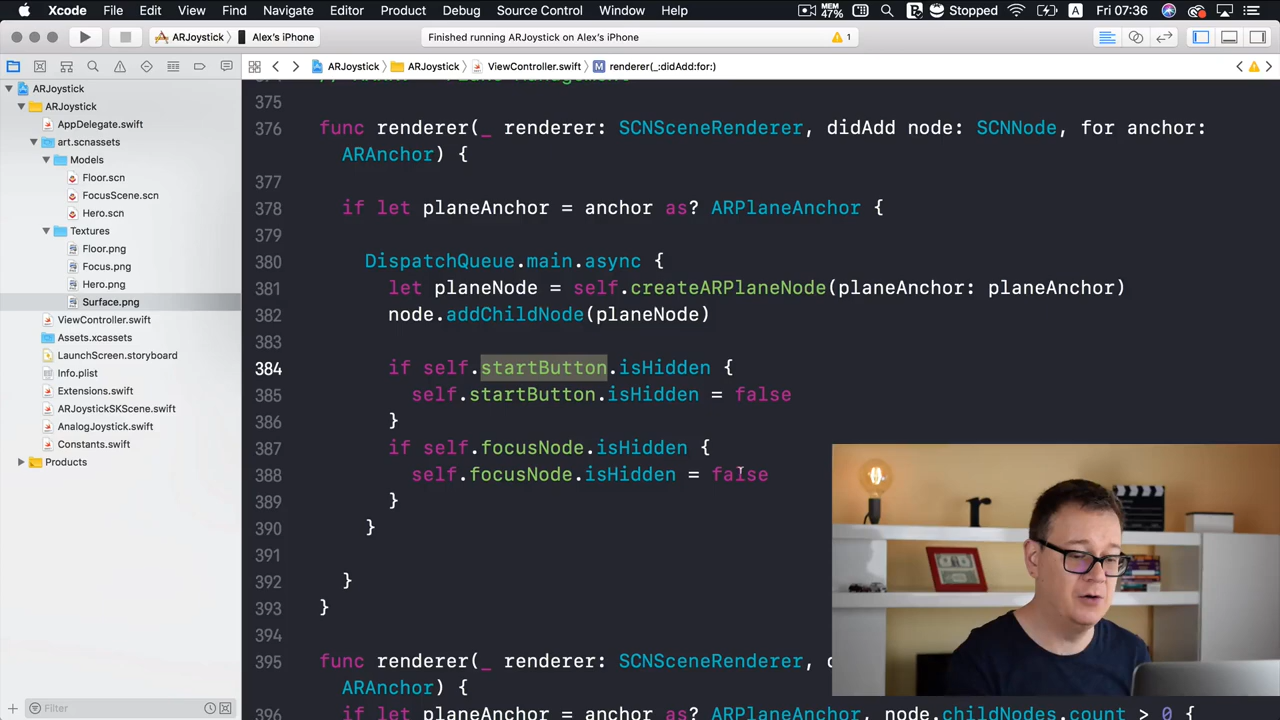 Xcode File Edit View Find Navigate Editor Product Debug Source Control Window Help MEM 47% Stopped A Fri 07:36
ARJoystick Alex's iPhone Finished running ARJoystick on Alex's iPhone 1
ARJoystick ARJoystick ViewController.swift M renderer(_:didAdd:for:)
ARJoystick
ARJoystick
AppDelegate.swift
art.scnassets
Models
Floor.scn
FocusScene.scn
Hero.scn
Textures
Floor.png
Focus.png
Hero.png
Surface.png
ViewController.swift
Assets.xcassets
LaunchScreen.storyboard
Info.plist
Extensions.swift
ARJoystickSKScene.swift
AnalogJoystick.swift
Constants.swift
Products
Filter
375
376 func renderer(_ renderer: SCNSceneRenderer, didAdd node: SCNNode, for anchor:
ARAnchor) {
377
378 if let planeAnchor = anchor as? ARPlaneAnchor {
379
380 DispatchQueue.main.async {
381 let planeNode = self.createARPlaneNode(planeAnchor: planeAnchor)
382 node.addChildNode(planeNode)
383
384 if self.startButton.isHidden {
385 self.startButton.isHidden = false
386 }
387 if self.focusNode.isHidden {
388 self.focusNode.isHidden = false
389 }
390 }
391
392 }
393 }
394
395 func renderer(_ renderer: SCNSceneRenderer, d
ARAnchor) {
396 if let planeAnchor = anchor as? ARPlaneAnchor, node.childNodes.count > 0 {